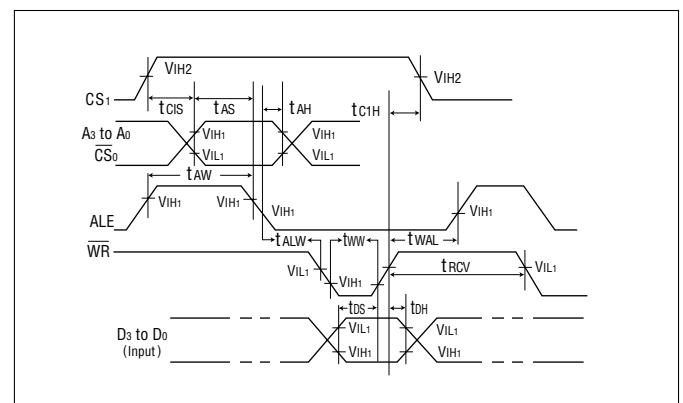 VIH2
CS1
VIH2
tCIS
tAS
tAH
tC1H
A3 to A0
CS0
VIH1
VIL1
VIH1
VIL1
tAW
ALE
VIH1
VIH1
VIH1
VIH1
WR
tALW
tWW
tWAL
VIL1
VIH1
tRCV
VIL1
tDS
tDH
D3 to D0
(Input)
VIL1
VIH1
VIL1
VIH1